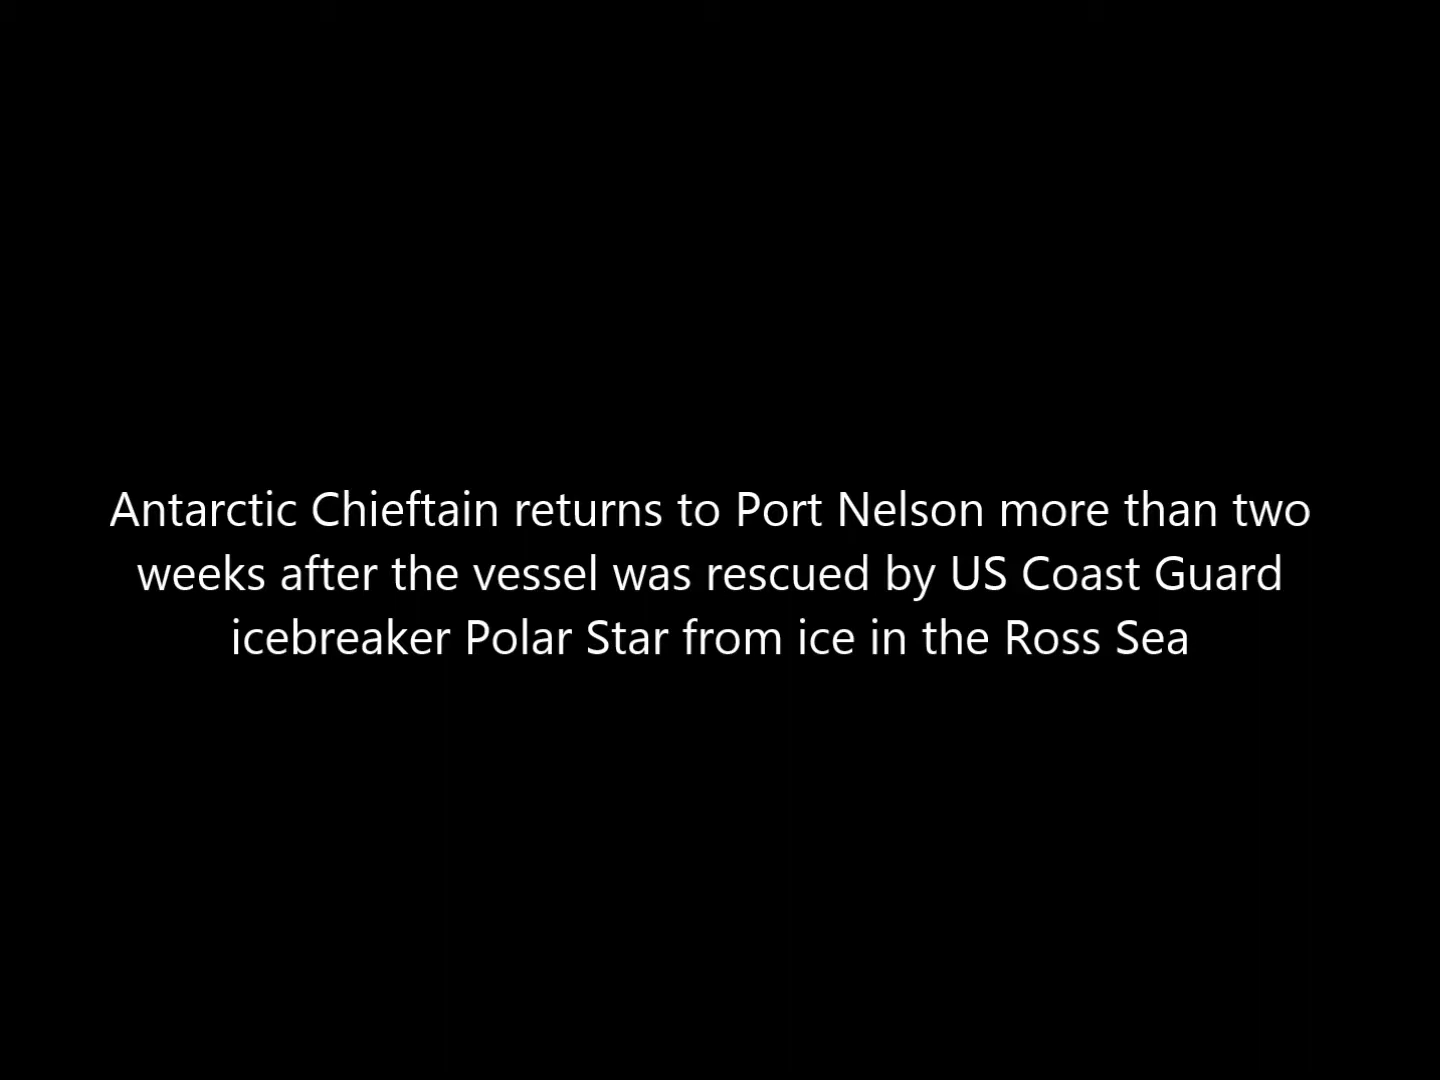 Antarctic Chieftain returns to Port Nelson more than two
weeks after the vessel was rescued by US Coast Guard
icebreaker Polar Star from ice in the Ross Sea